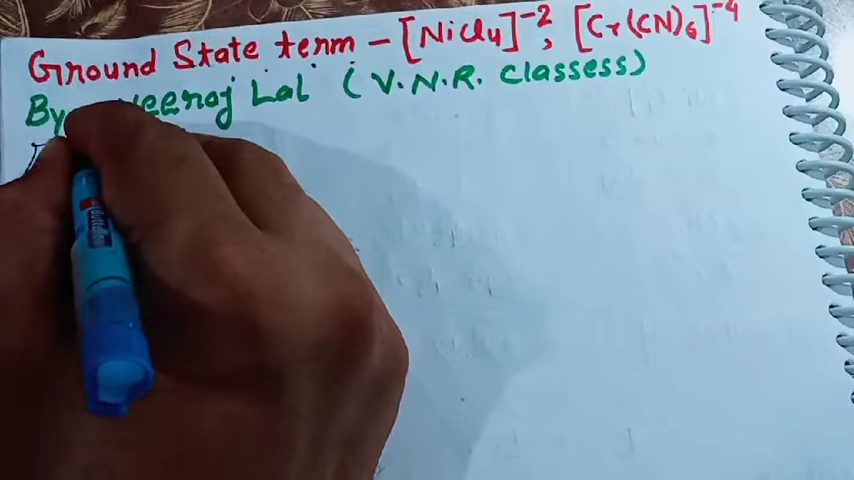 Ground State term - [NiCl4]-2, [Cr(CN)6]-4
By Lal (V.N.R. classess)